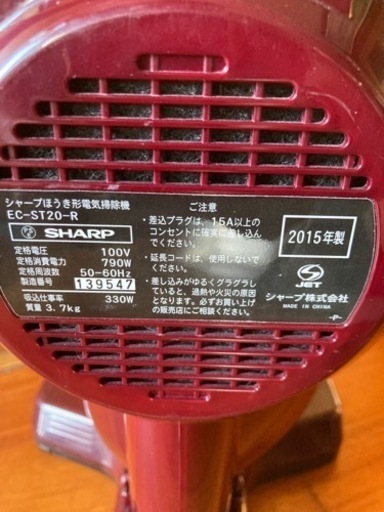 シャープほうき形電気掃除機
EC-ST20-R
SHARP
定格電圧 100V
定格消費電力 790W
定格周波数 50-60Hz
製造番号 139547
吸込仕事率 330W
質量 3.7kg
ご注意
・差込プラグは、15A以上の
コンセントに確実に差し込ん
でください。
・延長コードは、使用しないで
ください。
・差し込みがゆるくグラグラ
していると、過熱や火災の原因
となります。必ずお買いあげ
の販売店にご相談ください。
2015年製
JET
シャープ株式会社
MADE IN CHINA